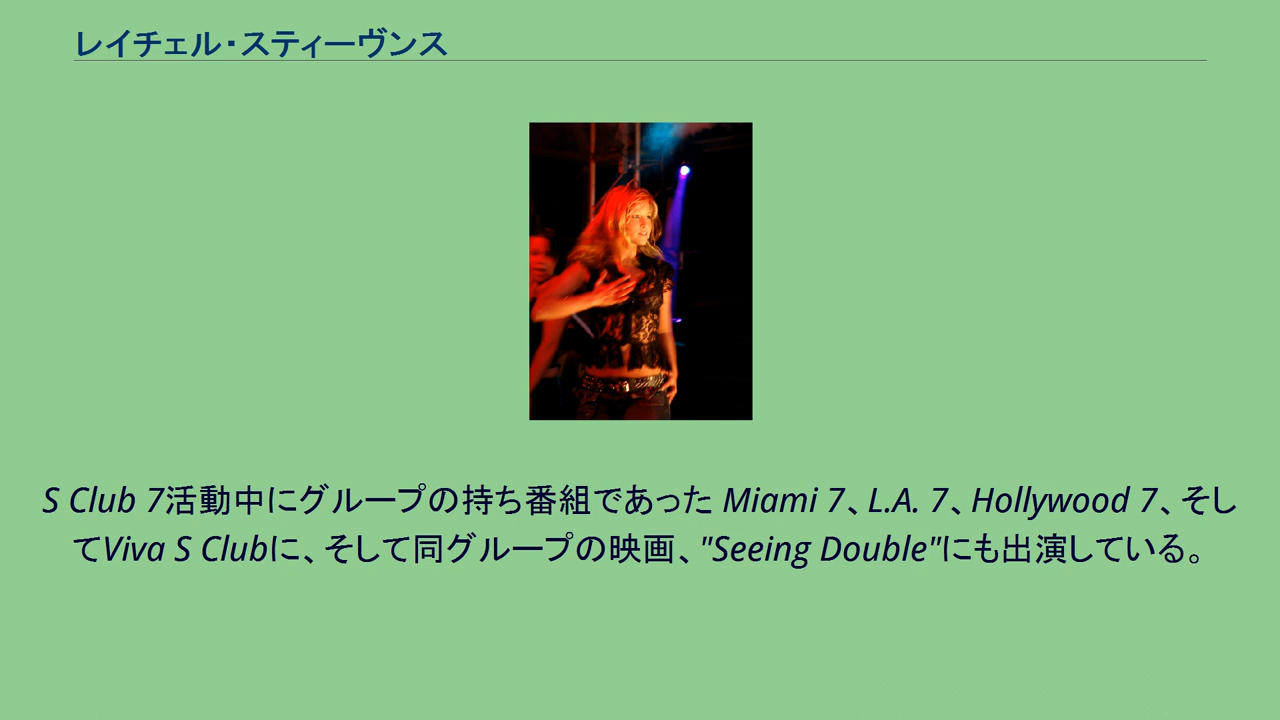 レイチェル・スティーヴンス
S Club 7活動中にグループの持ち番組であった Miami 7、L.A. 7、Hollywood 7、そし
てViva S Clubに、そして同グループの映画、"Seeing Double"にも出演している。